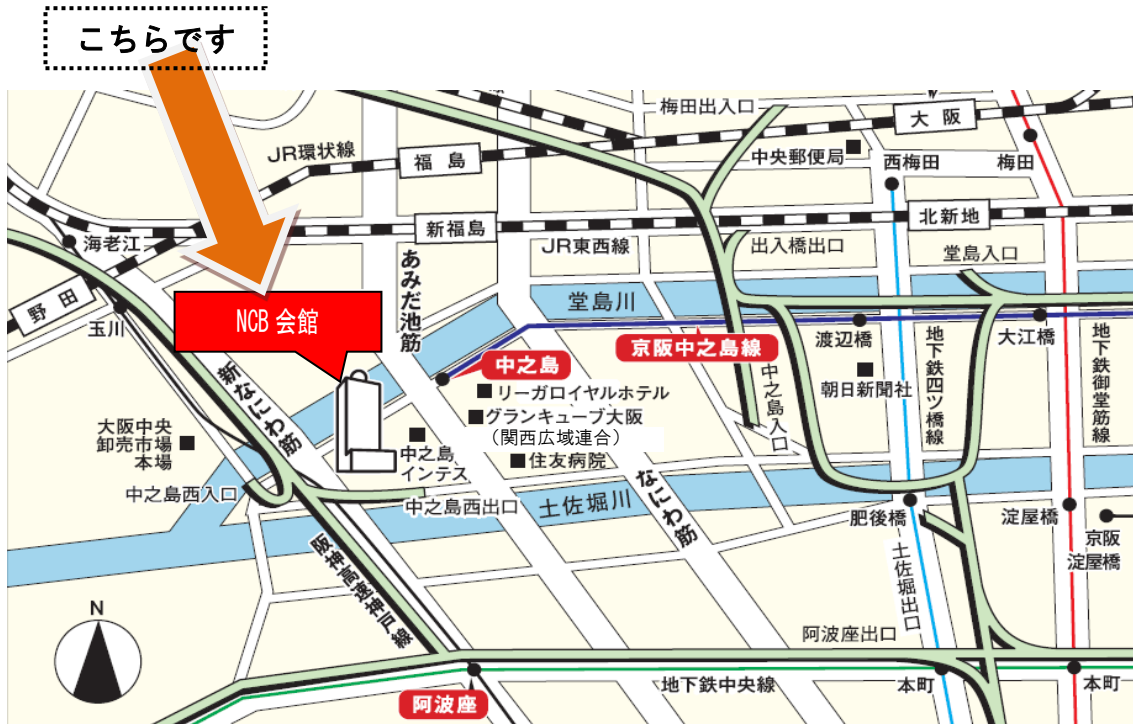 こちらです
梅田出入口
大阪
JR環状線
福島
中央郵便局
西梅田
梅田
海老江
新福島
JR東西線
北新地
出入橋出口
堂島入口
あみだ池筋
野田
玉川
NCB 会館
堂島川
京阪中之島線
渡辺橋
大江橋
地下鉄四ツ橋線
地下鉄御堂筋線
中之島
リーガロイヤルホテル
グランキューブ大阪
（関西広域連合）
住友病院
中之島入口
朝日新聞社
新なにわ筋
大阪中央
卸売市場
本場
中之島
インテス
中之島西入口
中之島西出口
土佐堀川
なにわ筋
肥後橋
淀屋橋
京阪
淀屋橋
阪神高速神戸線
土佐堀出口
N
阿波座出口
阿波座
地下鉄中央線
本町
本町